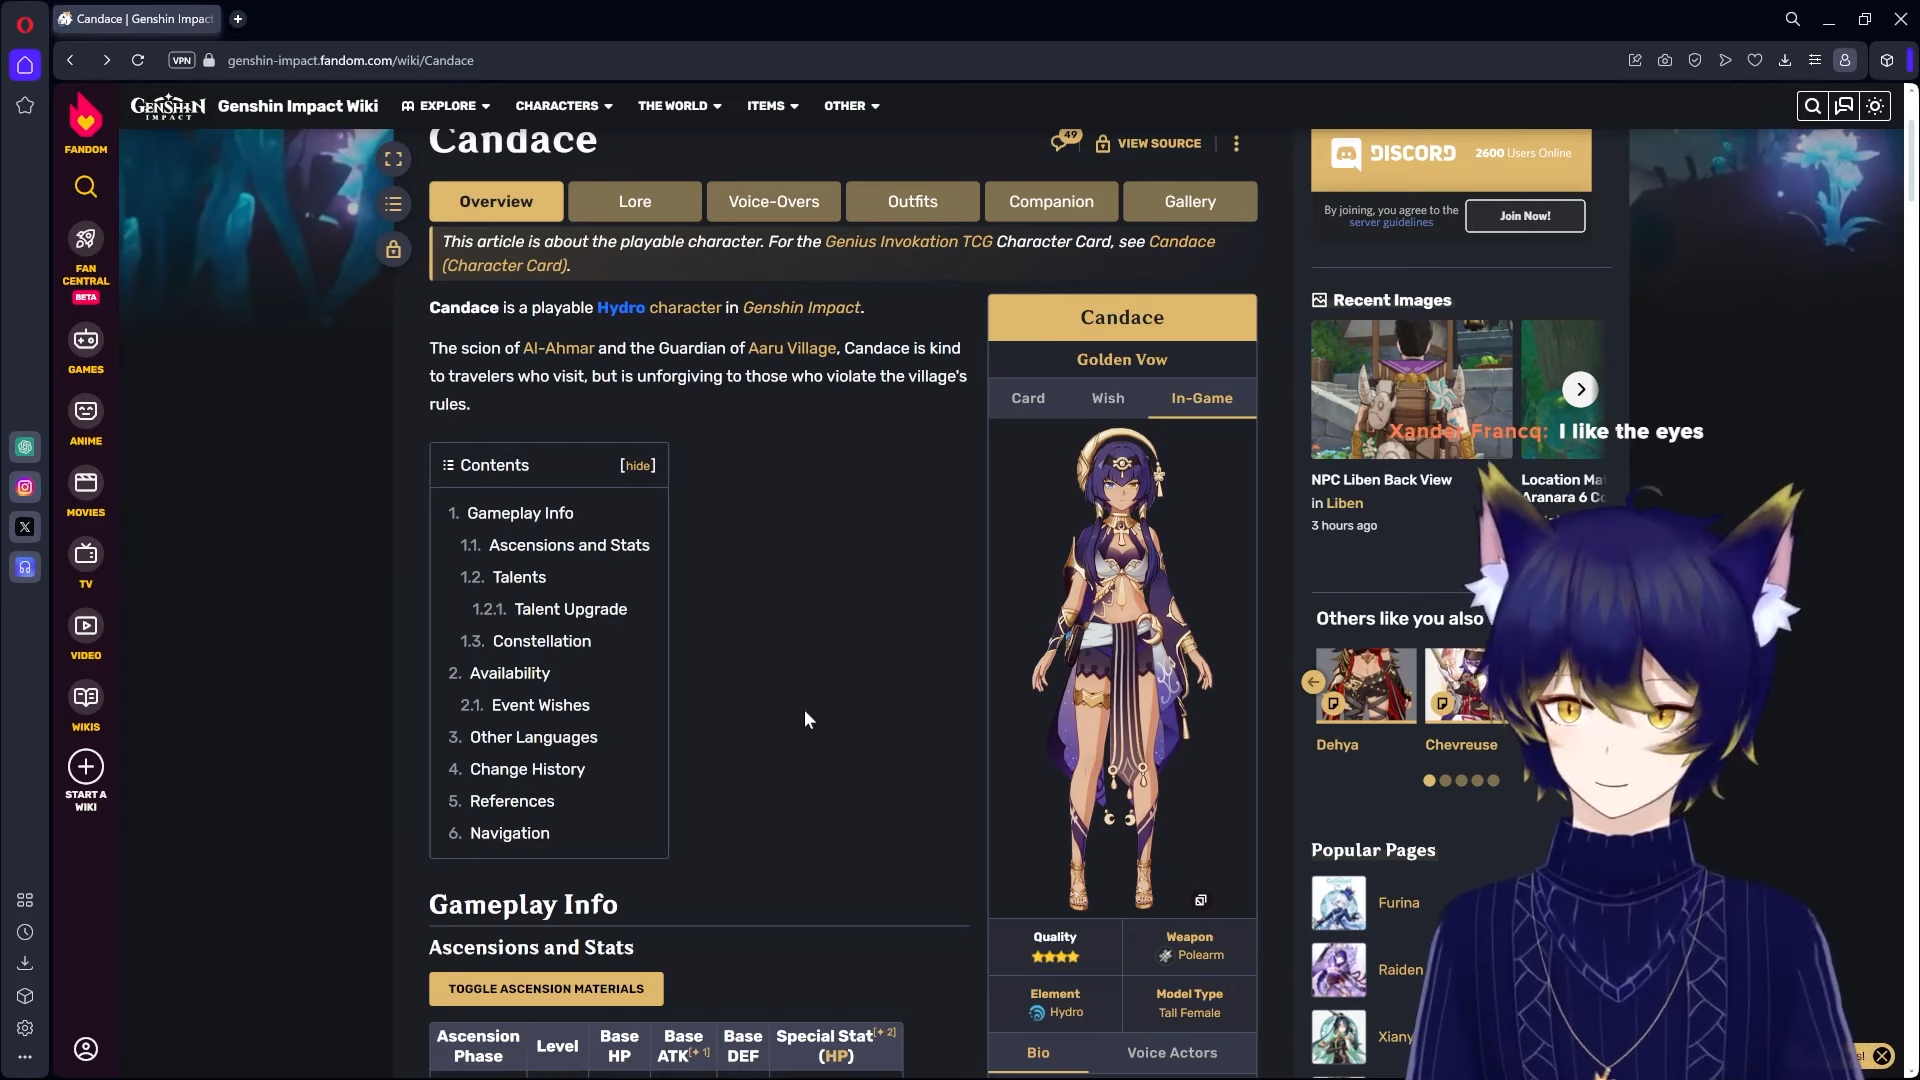 Candace | Genshin Impact
VPN
genshin-impact.fandom.com/wiki/Candace
FANDOM
FAN CENTRAL
BETA
GAMES
ANIME
MOVIES
TV
VIDEO
WIKIS
START A
WIKI
GENSHIN
IMPACT
Genshin Impact Wiki
EXPLORE
CHARACTERS
THE WORLD
ITEMS
OTHER
Candace
49
VIEW SOURCE
Overview
Lore
Voice-Overs
Outfits
Companion
Gallery
This article is about the playable character. For the Genius Invokation TCG Character Card, see Candace
(Character Card).
Candace is a playable Hydro character in Genshin Impact.
The scion of Al-Ahmar and the Guardian of Aaru Village, Candace is kind
to travelers who visit, but is unforgiving to those who violate the village's
rules.
Contents
[hide]
1. Gameplay Info
1.1. Ascensions and Stats
1.2. Talents
1.2.1. Talent Upgrade
1.3. Constellation
2. Availability
2.1. Event Wishes
3. Other Languages
4. Change History
5. References
6. Navigation
Gameplay Info
Ascensions and Stats
TOGGLE ASCENSION MATERIALS
Ascension
Phase
Level
Base
HP
Base
ATK[✦ 1]
Base
DEF
Special Stat[✦ 2]
(HP)
Candace
Golden Vow
Card
Wish
In-Game
Quality
Weapon
Polearm
Element
Hydro
Model Type
Tall Female
Bio
Voice Actors
DISCORD
2600 Users Online
By joining, you agree to the
server guidelines
Join Now!
Recent Images
Xander Francq: I like the eyes
NPC Liben Back View
in Liben
3 hours ago
Location
Aranara 6
Others like you also
Dehya
Chevreuse
Popular Pages
Furina
Raiden
Xiany